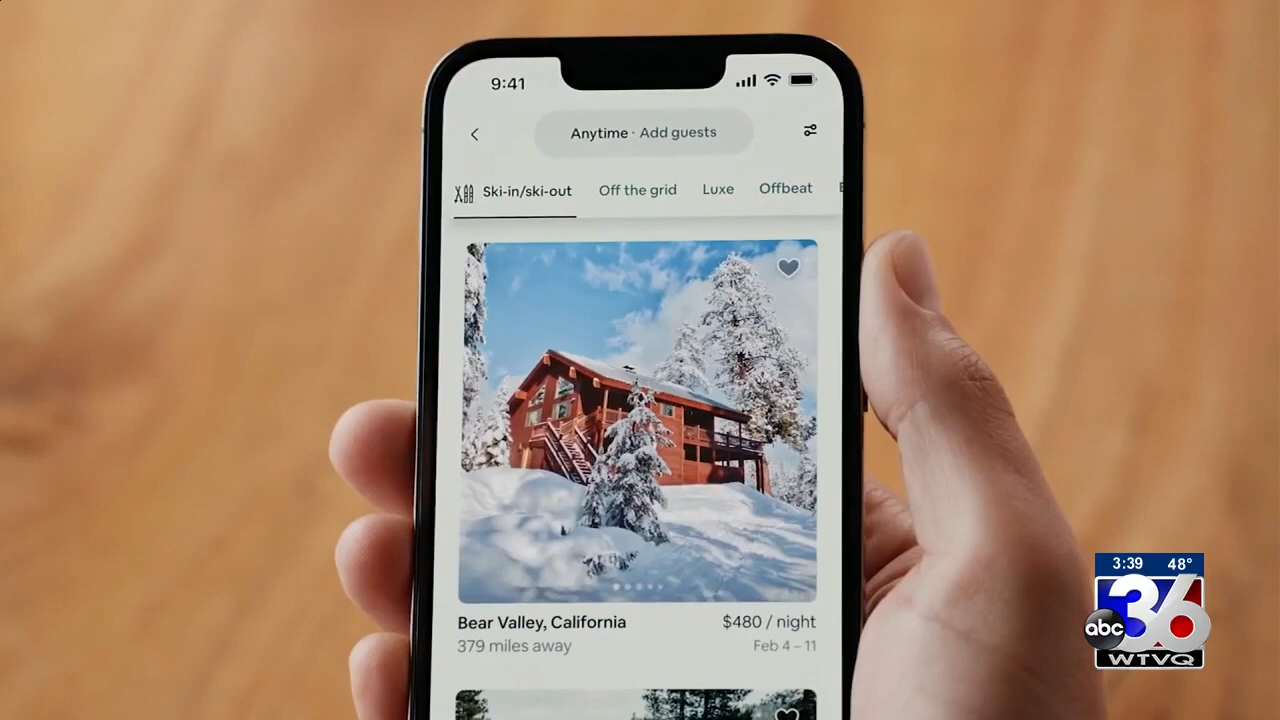 9:41
Anytime · Add guests
Ski-in/ski-out Off the grid Luxe Offbeat
Bear Valley, California $480 / night
379 miles away Feb 4 – 11
3:39 48°
abc 36
WTVQ